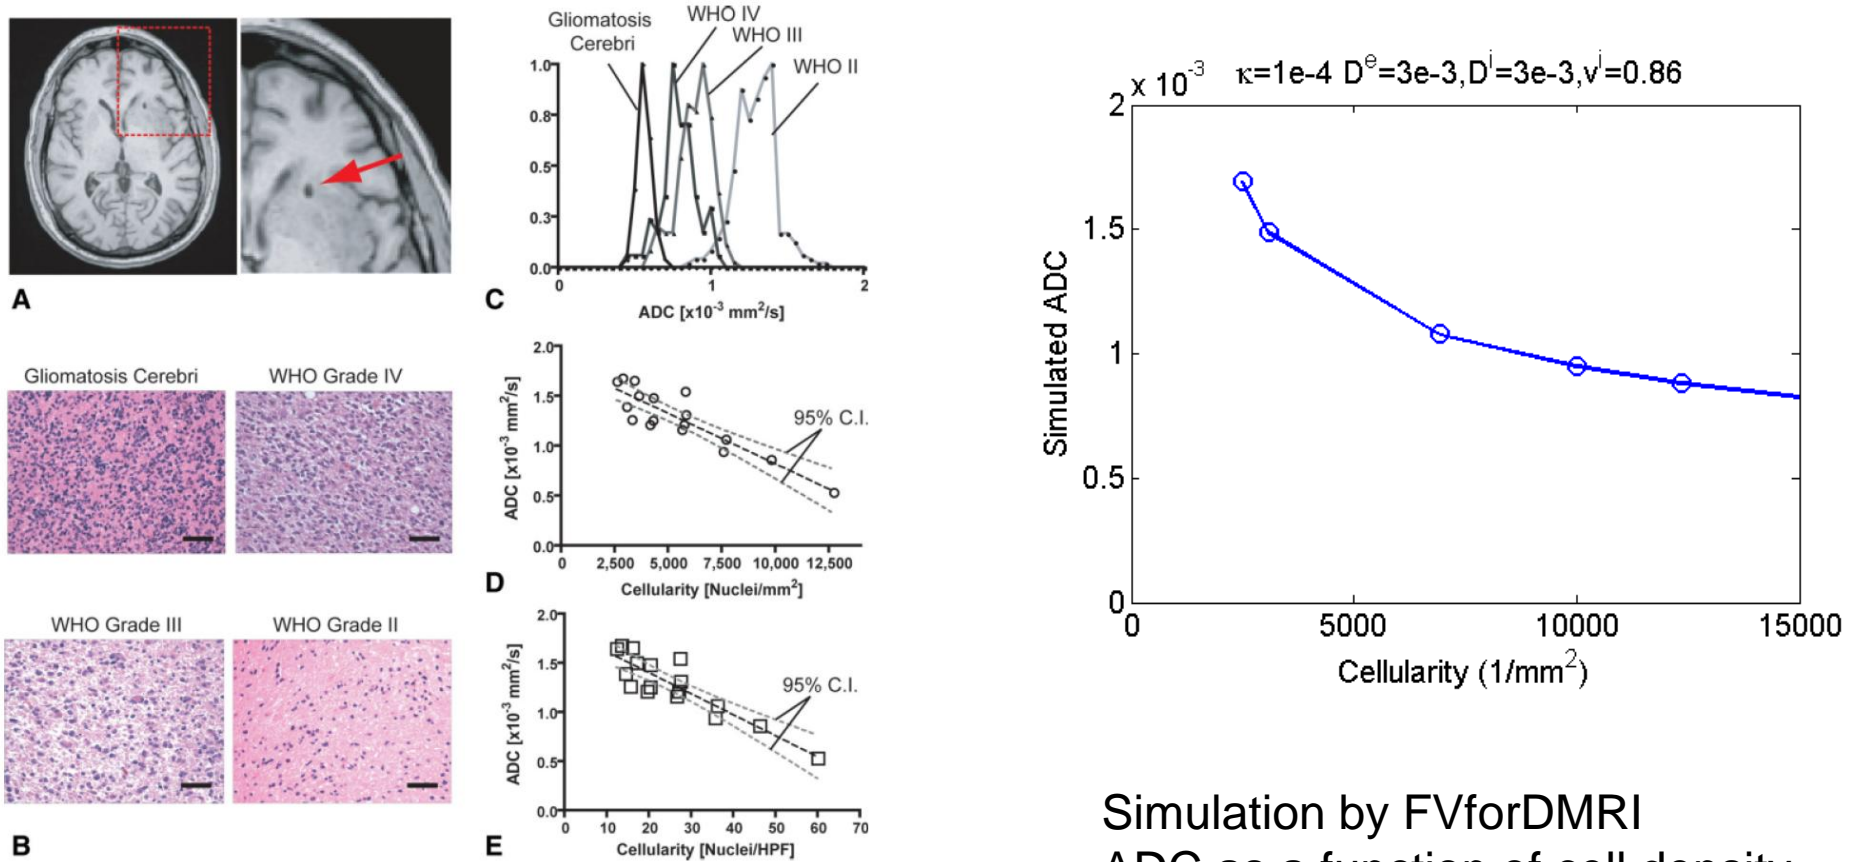 A
Gliomatosis Cerebri
WHO Grade IV
WHO Grade III
WHO Grade II
B
Gliomatosis
Cerebri
WHO IV
WHO III
WHO II
1.0
0.8
0.5
0.3
0.0
0
1
2
ADC [x10-3 mm2/s]
C
2.0
1.5
1.0
0.5
0.0
ADC [x10-3 mm2/s]
95% C.I.
0
2,500
5,000
7,500
10,000
12,500
Cellularity [Nuclei/mm2]
D
2.0
1.5
1.0
0.5
0.0
ADC [x10-3 mm2/s]
95% C.I.
0
10
20
30
40
50
60
70
Cellularity [Nuclei/HPF]
E
x 10-3
κ=1e-4 De=3e-3,Di=3e-3,vi=0.86
2
1.5
1
0.5
0
Simulated ADC
0
5000
10000
15000
Cellularity (1/mm2)
Simulation by FVforDMRI
ADC as a function of cell density